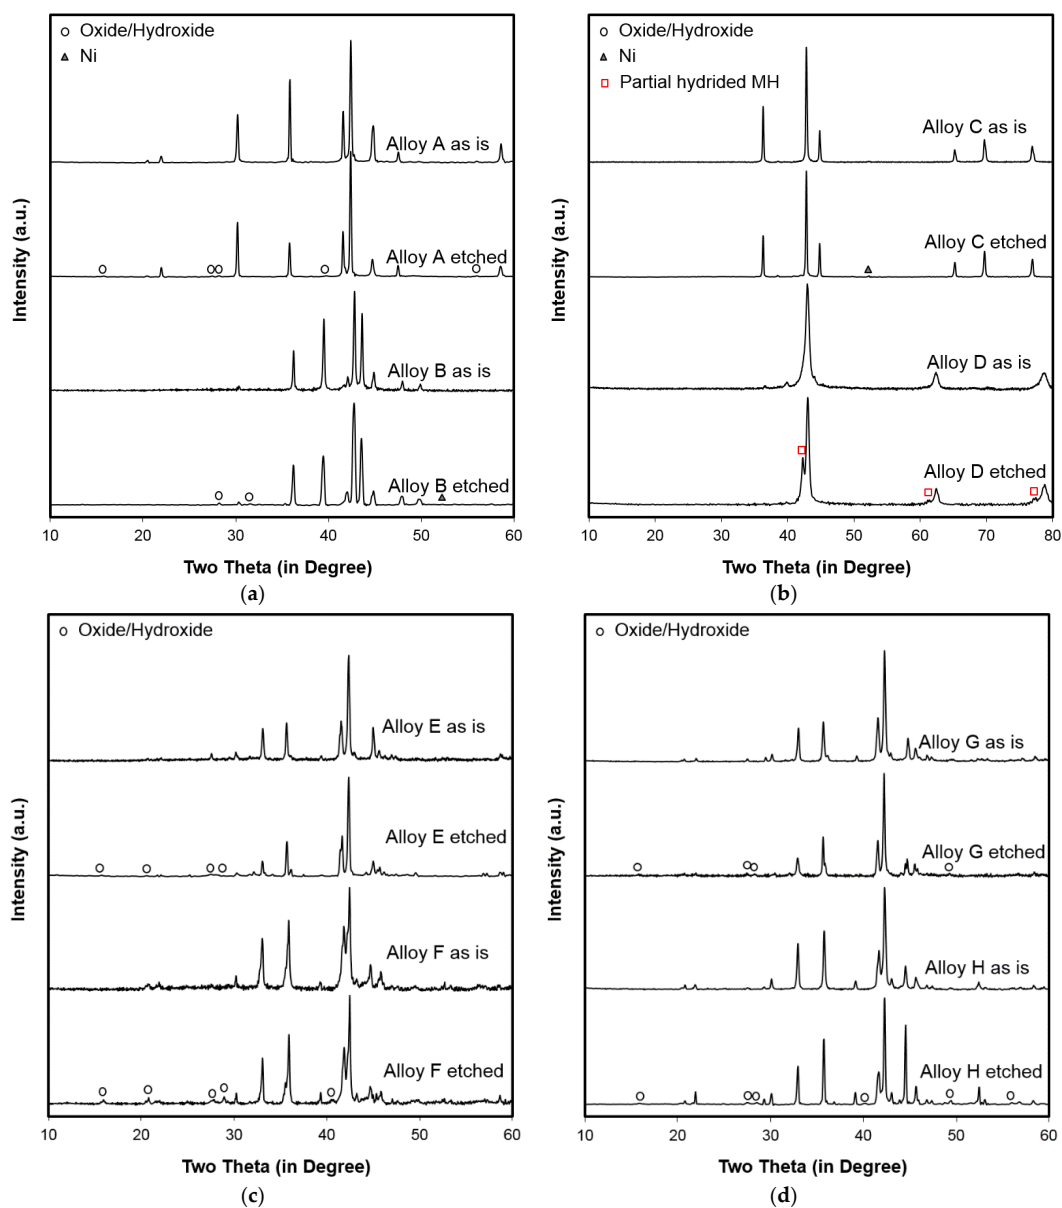 Oxide/Hydroxide
Ni
Alloy A as is
Alloy A etched
Alloy B as is
Alloy B etched
Intensity (a.u.)
10 20 30 40 50 60
Two Theta (in Degree)
(a)
Oxide/Hydroxide
Ni
Partial hydrided MH
Alloy C as is
Alloy C etched
Alloy D as is
Alloy D etched
Intensity (a.u.)
10 20 30 40 50 60 70 80
Two Theta (in Degree)
(b)
Oxide/Hydroxide
Alloy E as is
Alloy E etched
Alloy F as is
Alloy F etched
Intensity (a.u.)
10 20 30 40 50 60
Two Theta (in Degree)
(c)
Oxide/Hydroxide
Alloy G as is
Alloy G etched
Alloy H as is
Alloy H etched
Intensity (a.u.)
10 20 30 40 50 60
Two Theta (in Degree)
(d)